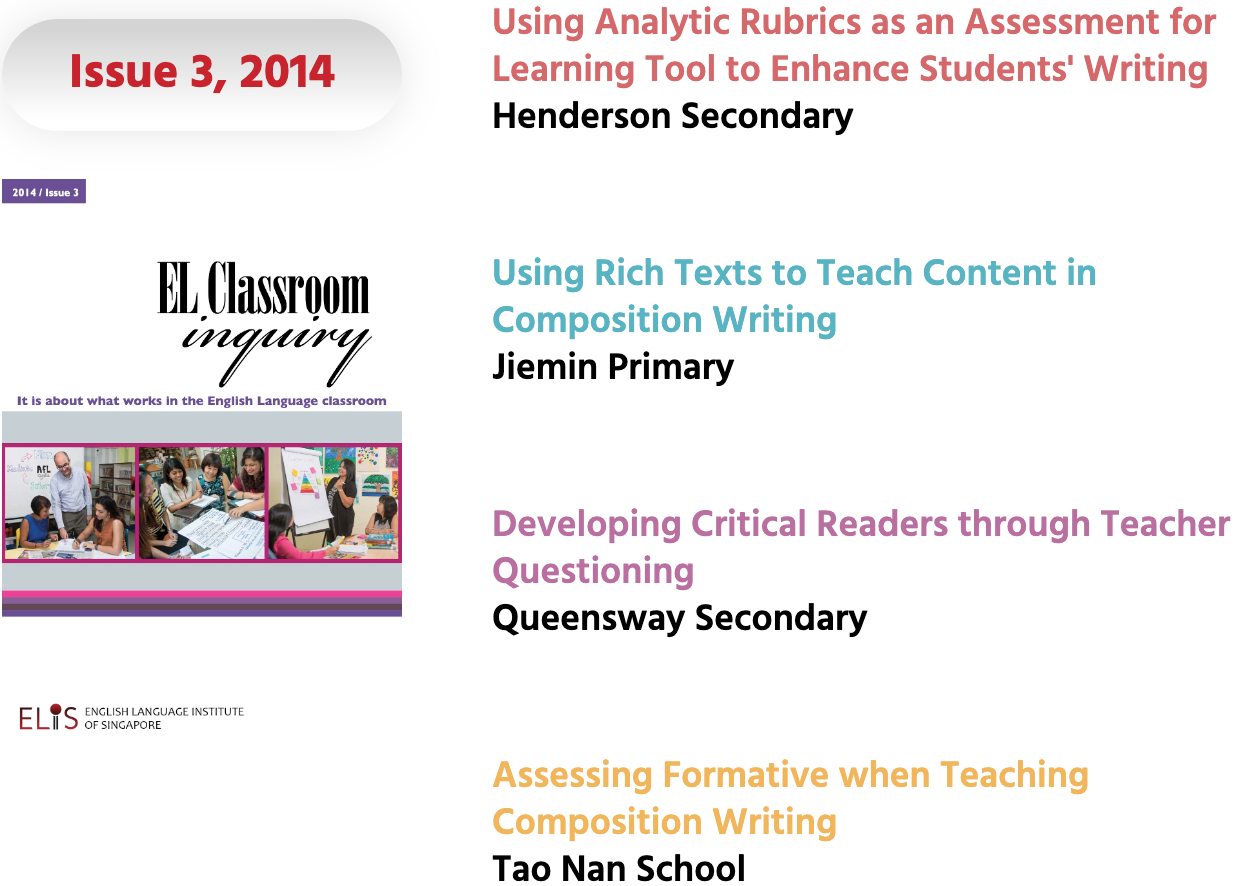 Issue 3, 2014
2014 / Issue 3
EL Classroom
inquiry
It is about what works in the English Language classroom
AFL
ELIS ENGLISH LANGUAGE INSTITUTE
OF SINGAPORE
Using Analytic Rubrics as an Assessment for
Learning Tool to Enhance Students' Writing
Henderson Secondary
Using Rich Texts to Teach Content in
Composition Writing
Jiemin Primary
Developing Critical Readers through Teacher
Questioning
Queensway Secondary
Assessing Formative when Teaching
Composition Writing
Tao Nan School